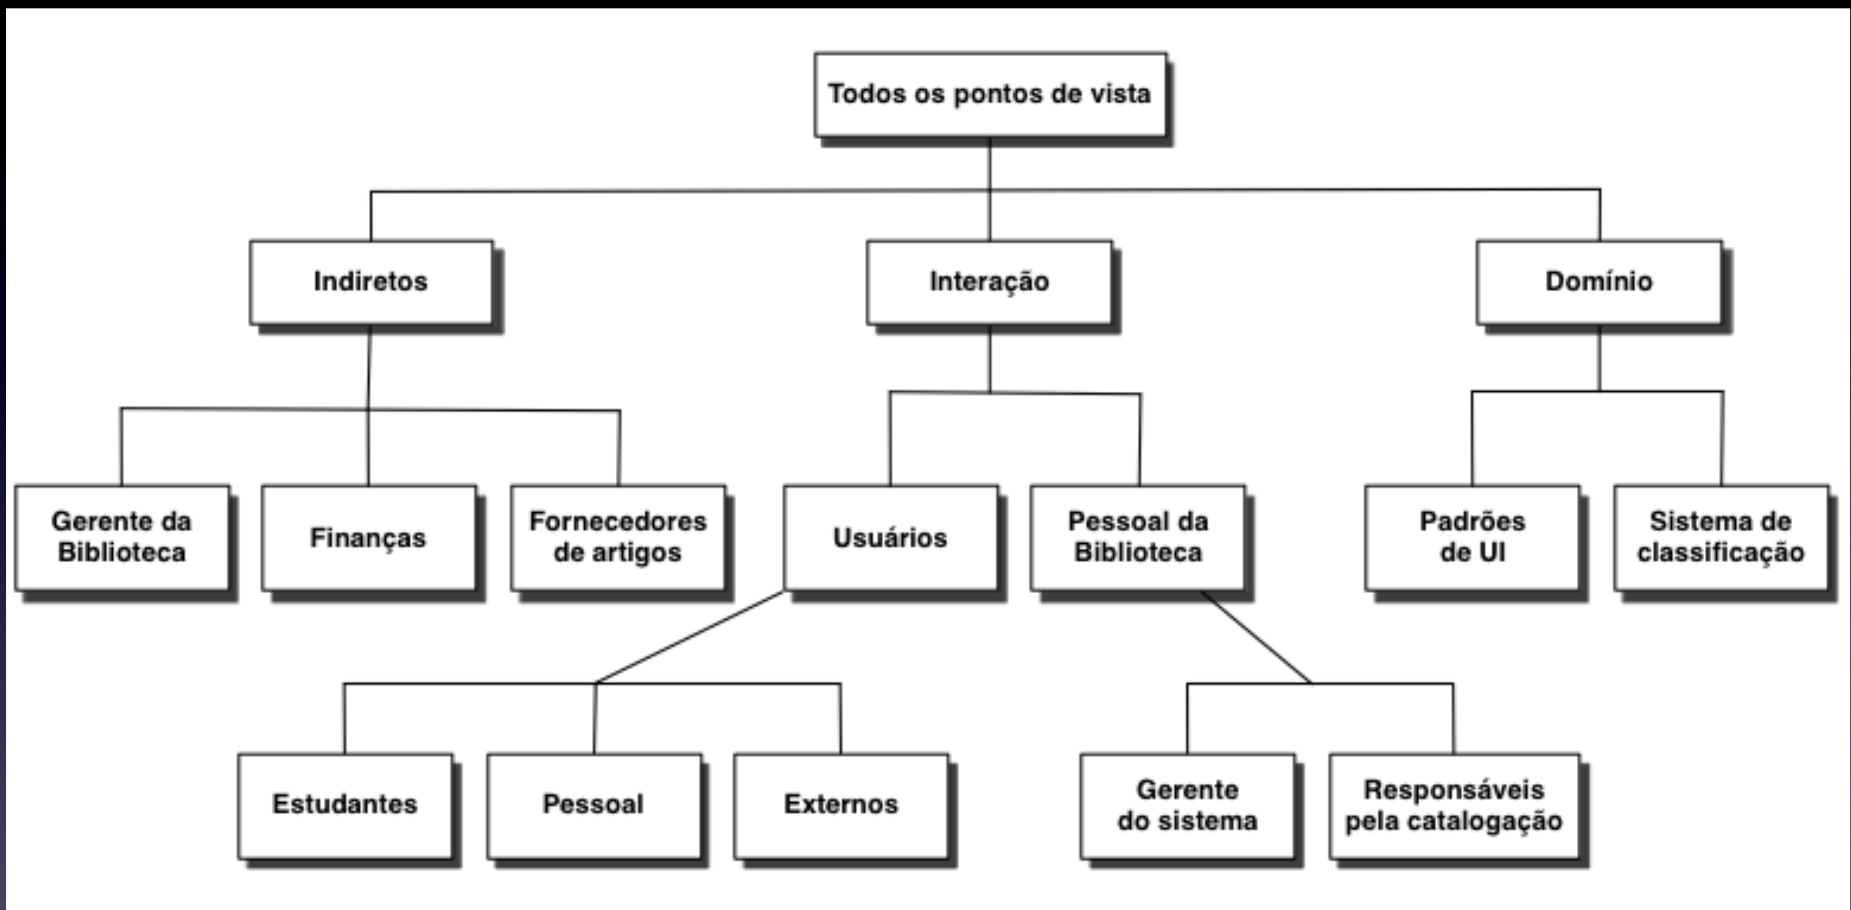 Todos os pontos de vista
Indiretos
Interação
Domínio
Gerente da
Biblioteca
Finanças
Fornecedores
de artigos
Usuários
Pessoal da
Biblioteca
Padrões
de UI
Sistema de
classificação
Estudantes
Pessoal
Externos
Gerente
do sistema
Responsáveis
pela catalogação